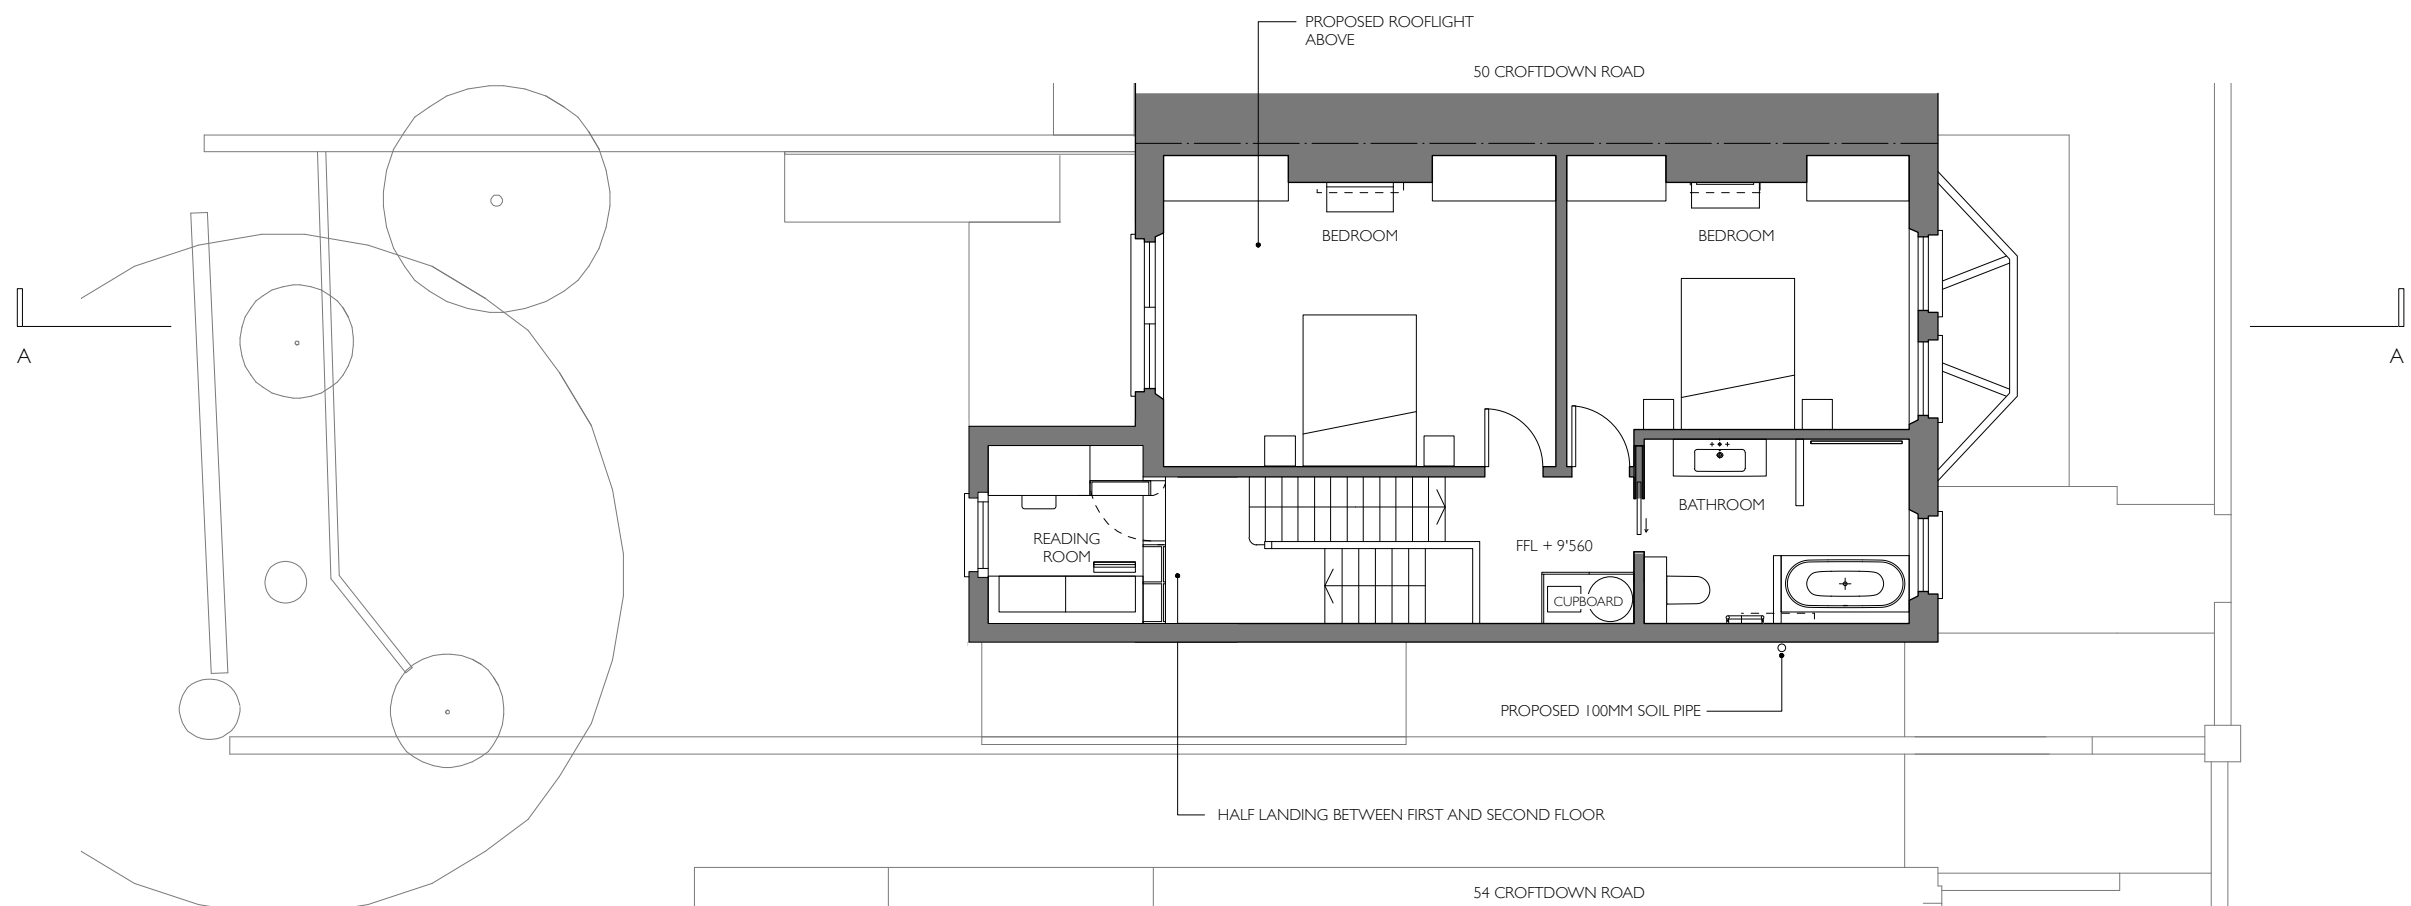 PROPOSED ROOFLIGHT
ABOVE
50 CROFTDOWN ROAD
BEDROOM
BEDROOM
A
A
BATHROOM
READING
ROOM
FFL + 9'560
CUPBOARD
PROPOSED 100MM SOIL PIPE
HALF LANDING BETWEEN FIRST AND SECOND FLOOR
54 CROFTDOWN ROAD